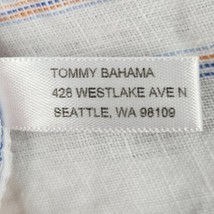 TOMMY BAHAMA
428 WESTLAKE AVE N
SEATTLE, WA 98109